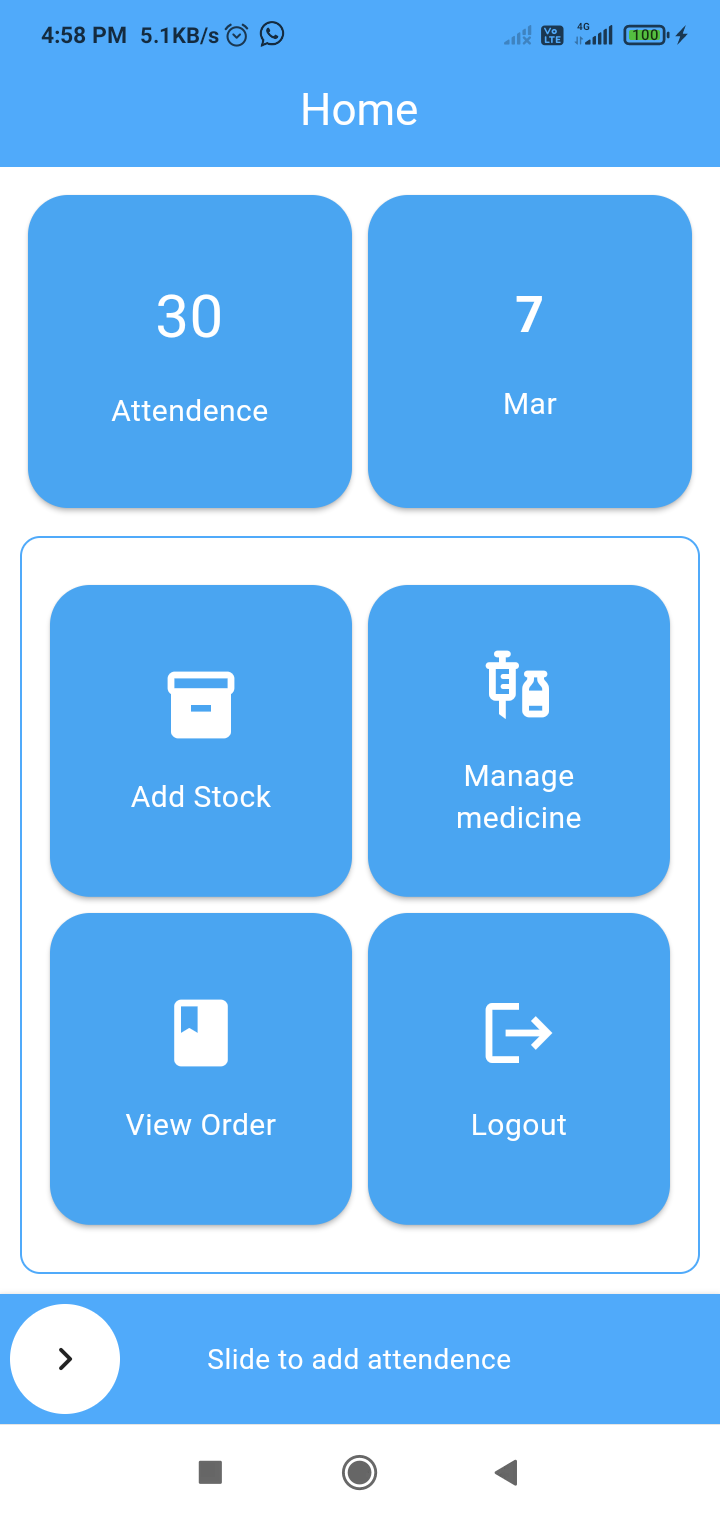 4:58 PM 5.1KB/s
Vo LTE
4G
100
Home
30
Attendence
7
Mar
Add Stock
Manage
medicine
View Order
Logout
Slide to add attendence